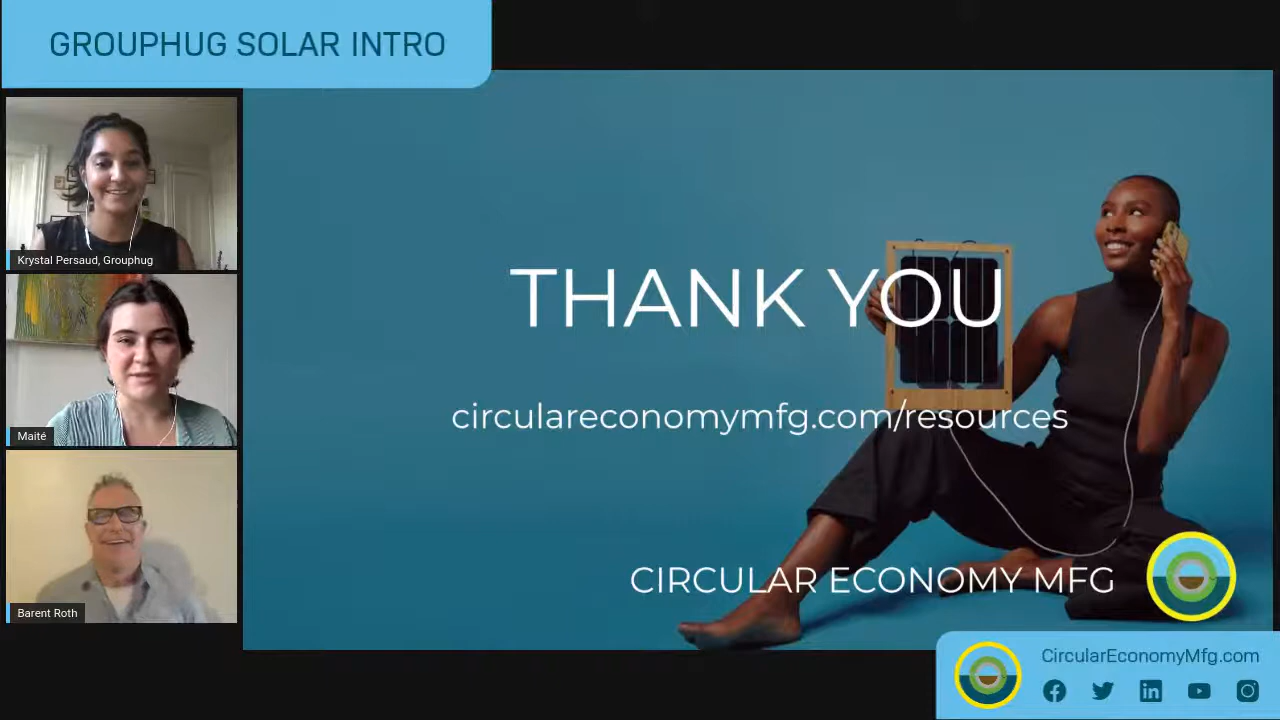 GROUPHUG SOLAR INTRO
Krystal Persaud, Grouphug
Maité
Barent Roth
THANK YOU
circulareconomymfg.com/resources
CIRCULAR ECONOMY MFG
CircularEconomyMfg.com